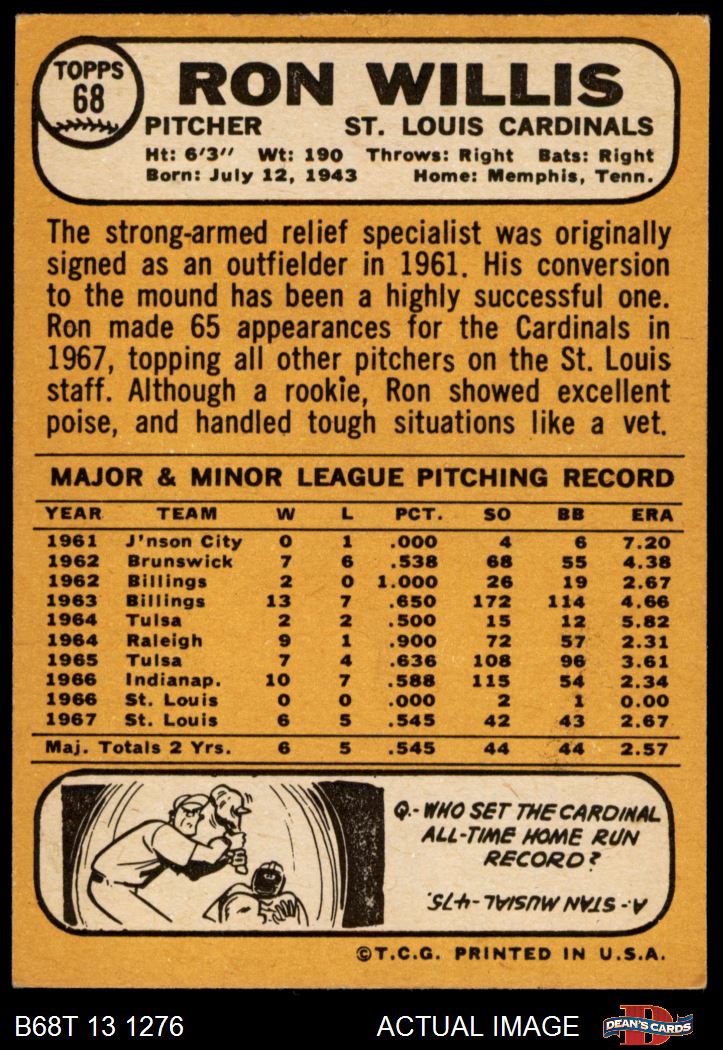 TOPPS
68
RON WILLIS
PITCHER ST. LOUIS CARDINALS
Ht: 6'3" Wt: 190 Throws: Right Bats: Right
Born: July 12, 1943 Home: Memphis, Tenn.
The strong-armed relief specialist was originally
signed as an outfielder in 1961. His conversion
to the mound has been a highly successful one.
Ron made 65 appearances for the Cardinals in
1967, topping all other pitchers on the St. Louis
staff. Although a rookie, Ron showed excellent
poise, and handled tough situations like a vet.
MAJOR & MINOR LEAGUE PITCHING RECORD
YEAR TEAM W L PCT. SO BB ERA
1961 J'nson City 0 1 .000 4 6 7.20
1962 Brunswick 7 6 .538 68 55 4.38
1962 Billings 2 0 1.000 26 19 2.67
1963 Billings 13 7 .650 172 114 4.66
1964 Tulsa 2 2 .500 15 12 5.82
1964 Raleigh 9 1 .900 72 57 2.31
1965 Tulsa 7 4 .636 108 96 3.61
1966 Indianap. 10 7 .588 115 54 2.34
1966 St. Louis 0 0 .000 2 1 0.00
1967 St. Louis 6 5 .545 42 43 2.67
Maj. Totals 2 Yrs. 6 5 .545 44 44 2.57
Q.-WHO SET THE CARDINAL
ALL-TIME HOME RUN
RECORD?
A.-STAN MUSIAL-475.
©T.C.G. PRINTED IN U.S.A.
B68T 13 1276 ACTUAL IMAGE
D
DEAN'S CARDS